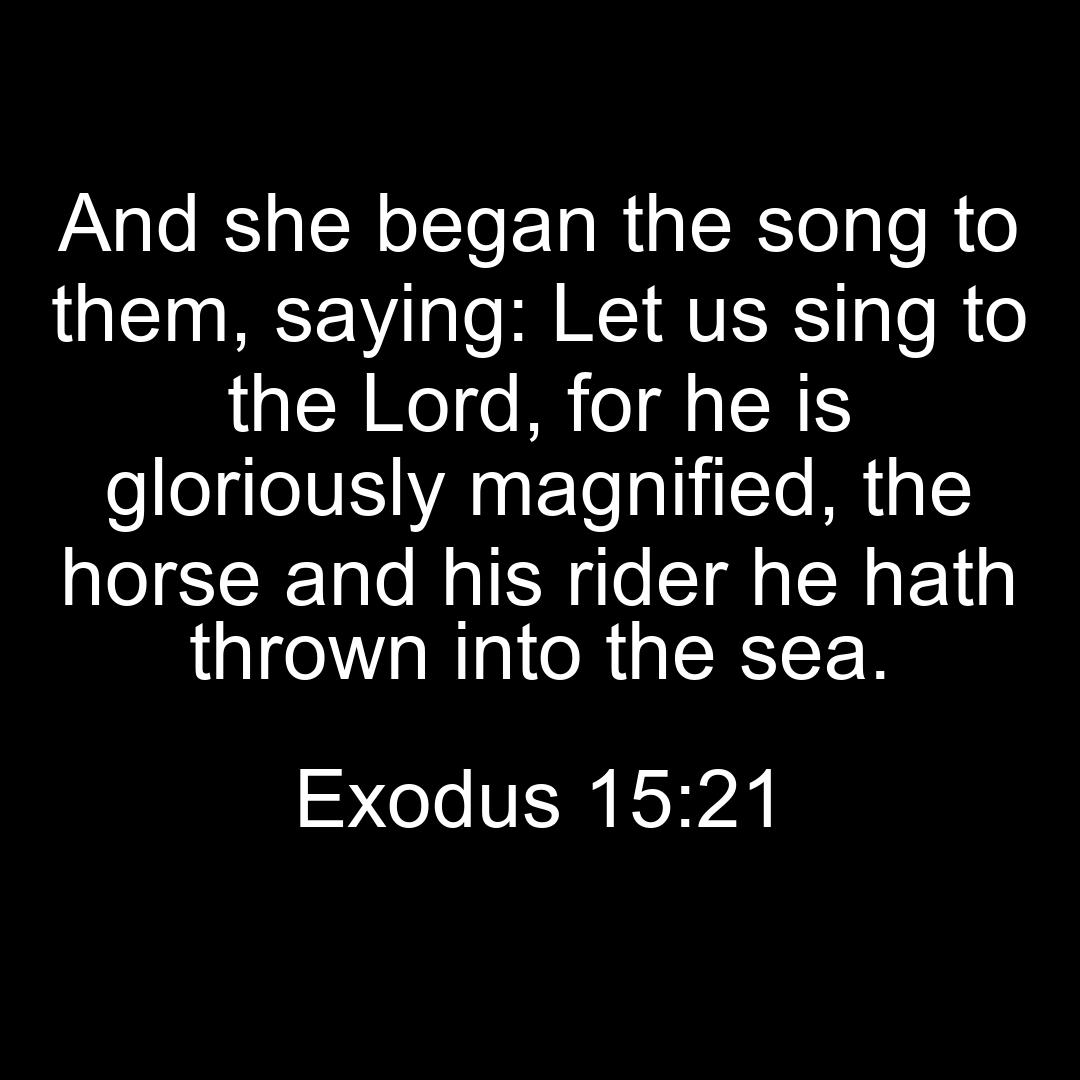 And she began the song to
them, saying: Let us sing to
the Lord, for he is
gloriously magnified, the
horse and his rider he hath
thrown into the sea.
Exodus 15:21